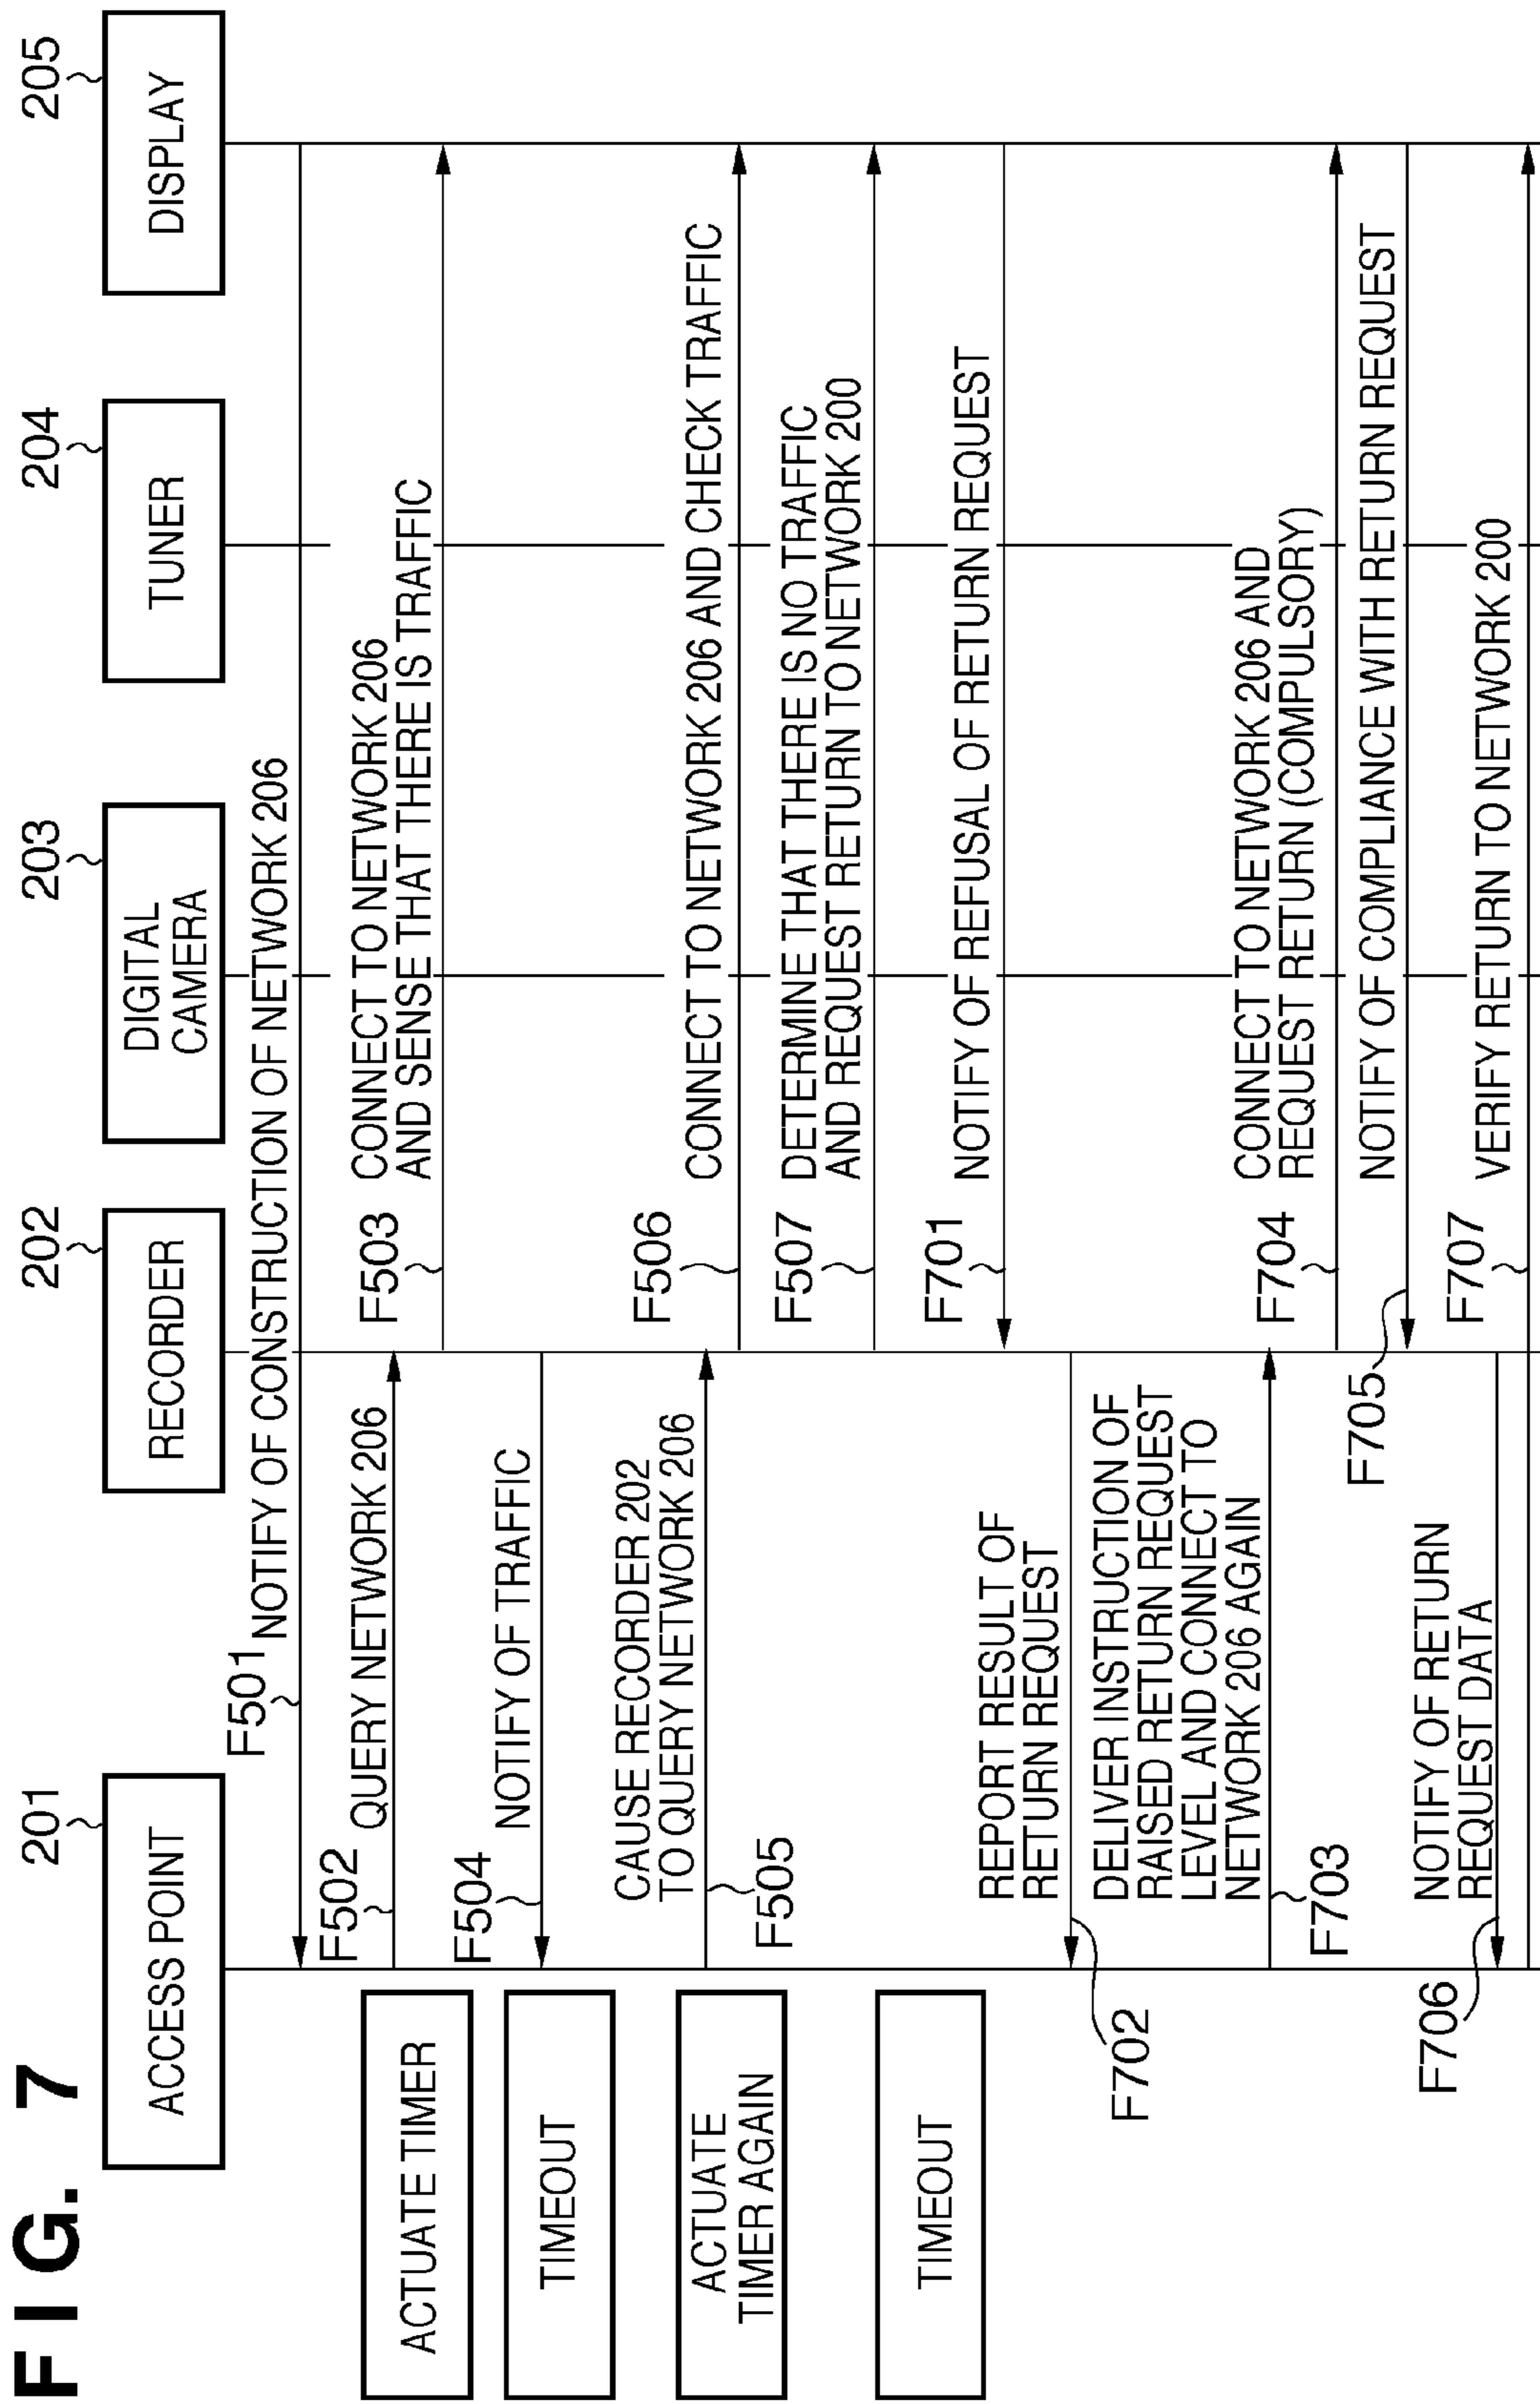 FIG. 7
201
ACCESS POINT
202
RECORDER
203
DIGITAL
CAMERA
204
TUNER
205
DISPLAY
F501
NOTIFY OF CONSTRUCTION OF NETWORK 206
ACTUATE TIMER
F502
QUERY NETWORK 206
F503
CONNECT TO NETWORK 206
AND SENSE THAT THERE IS TRAFFIC
TIMEOUT
F504
NOTIFY OF TRAFFIC
ACTUATE
TIMER AGAIN
CAUSE RECORDER 202
TO QUERY NETWORK 206
F505
F506
CONNECT TO NETWORK 206 AND CHECK TRAFFIC
F507
DETERMINE THAT THERE IS NO TRAFFIC
AND REQUEST RETURN TO NETWORK 200
TIMEOUT
F701
NOTIFY OF REFUSAL OF RETURN REQUEST
REPORT RESULT OF
RETURN REQUEST
F702
DELIVER INSTRUCTION OF
RAISED RETURN REQUEST
LEVEL AND CONNECT TO
NETWORK 206 AGAIN
F703
F704
CONNECT TO NETWORK 206 AND
REQUEST RETURN (COMPULSORY)
F705
NOTIFY OF COMPLIANCE WITH RETURN REQUEST
F706
NOTIFY OF RETURN
REQUEST DATA
F707
VERIFY RETURN TO NETWORK 200